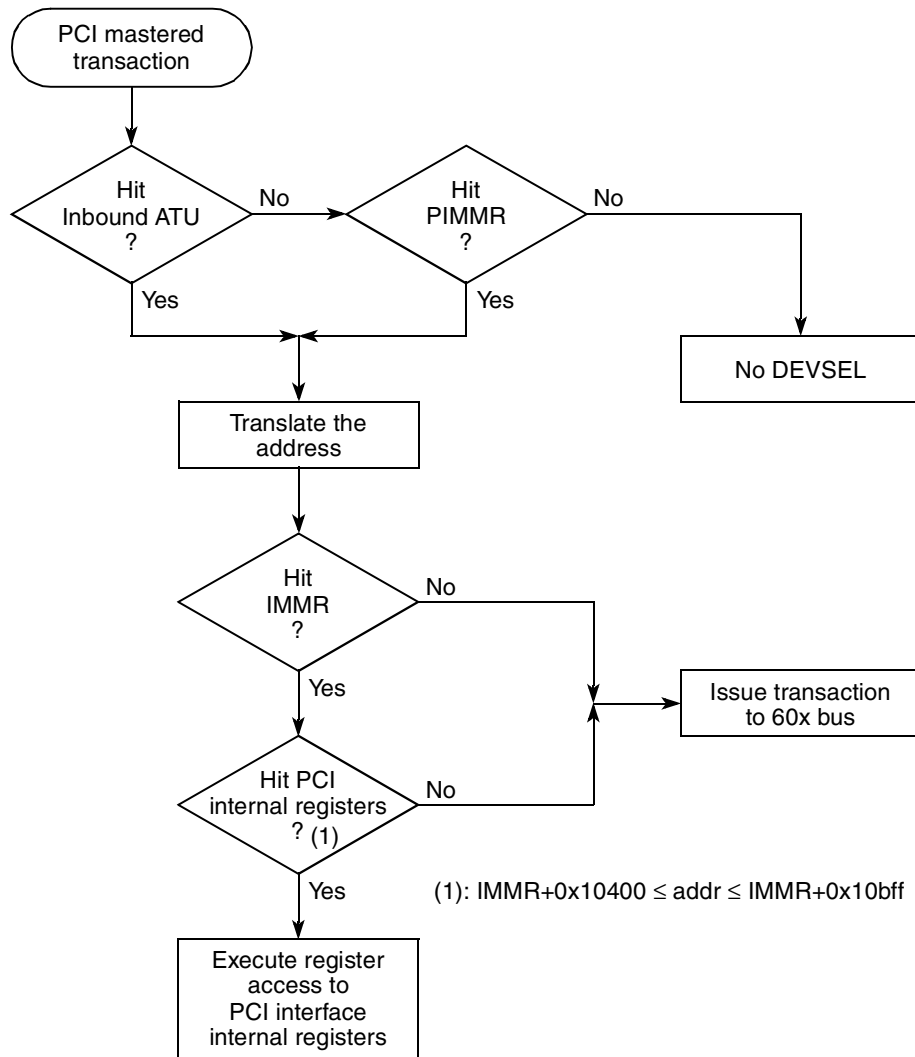 PCI mastered
transaction
Hit
Inbound ATU
?
No
Yes
Hit
PIMMR
?
No
Yes
No DEVSEL
Translate the
address
Hit
IMMR
?
No
Yes
Issue transaction
to 60x bus
Hit PCI
internal registers
? (1)
No
Yes
(1): IMMR+0x10400 ≤ addr ≤ IMMR+0x10bff
Execute register
access to
PCI interface
internal registers